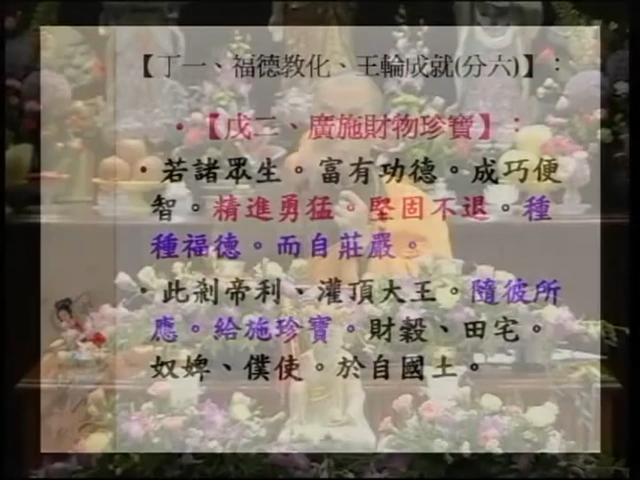 【丁一、福德教化、王輪成就(分六)】：
•【戊二、廣施財物珍寶】：
•若諸眾生。富有功德。成巧便
智。精進勇猛。堅固不退。種
種福德。而自莊嚴。
•此剎帝利、灌頂大王。隨彼所
應。給施珍寶。財穀、田宅。
奴婢、僕使。於自國土。